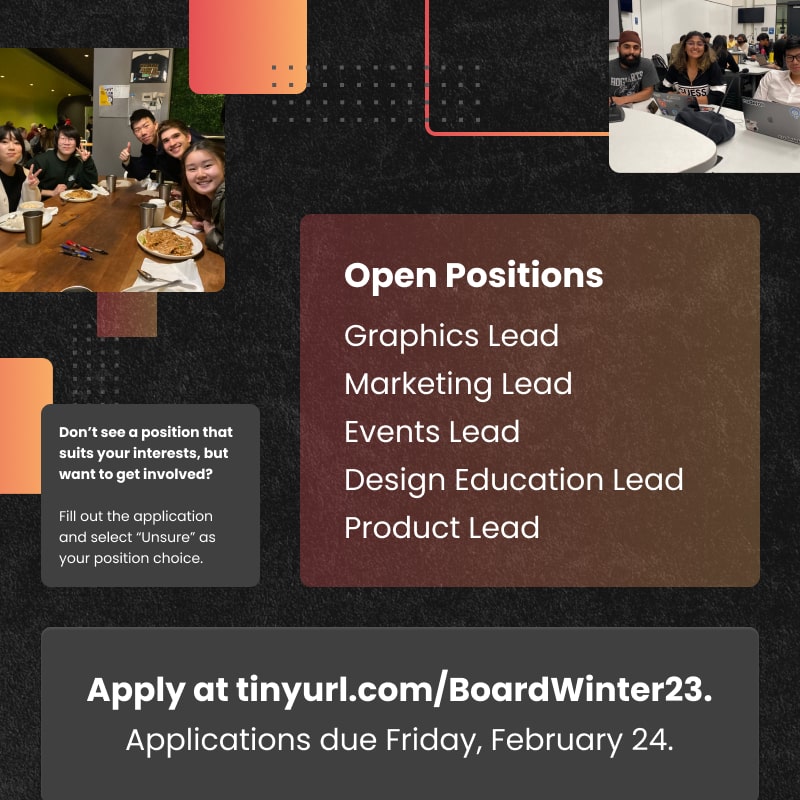 Open Positions
Graphics Lead
Marketing Lead
Events Lead
Design Education Lead
Product Lead
Don’t see a position that
suits your interests, but
want to get involved?
Fill out the application
and select “Unsure” as
your position choice.
Apply at tinyurl.com/BoardWinter23.
Applications due Friday, February 24.